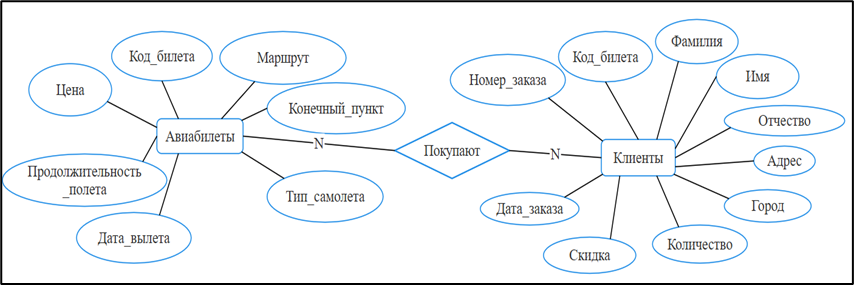 Код_билета
Маршрут
Цена
Конечный_пункт
Авиабилеты
N
Продолжительность
_полета
Тип_самолета
Дата_вылета
Покупают
N
Номер_заказа
Код_билета
Фамилия
Имя
Отчество
Клиенты
Адрес
Дата_заказа
Город
Количество
Скидка